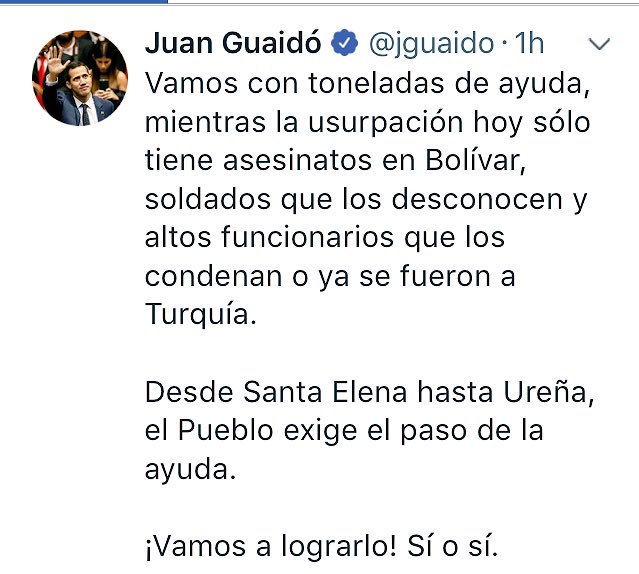 Juan Guaidó @jguaido · 1h
Vamos con toneladas de ayuda,
mientras la usurpación hoy sólo
tiene asesinatos en Bolívar,
soldados que los desconocen y
altos funcionarios que los
condenan o ya se fueron a
Turquía.
Desde Santa Elena hasta Ureña,
el Pueblo exige el paso de la
ayuda.
¡Vamos a lograrlo! Sí o sí.